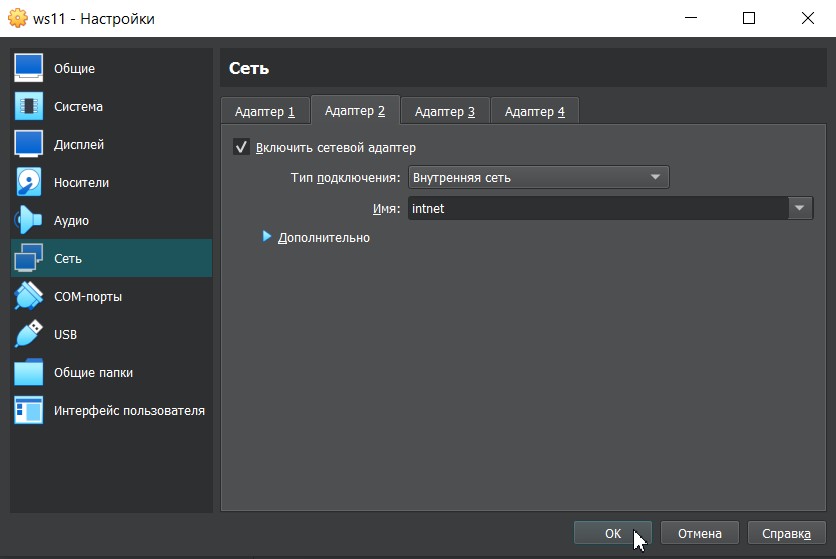 ws11 - Настройки
Общие
Система
Дисплей
Носители
Аудио
Сеть
COM-порты
USB
Общие папки
Интерфейс пользователя
Сеть
Адаптер 1 Адаптер 2 Адаптер 3 Адаптер 4
Включить сетевой адаптер
Тип подключения: Внутренняя сеть
Имя: intnet
Дополнительно
OK Отмена Справка